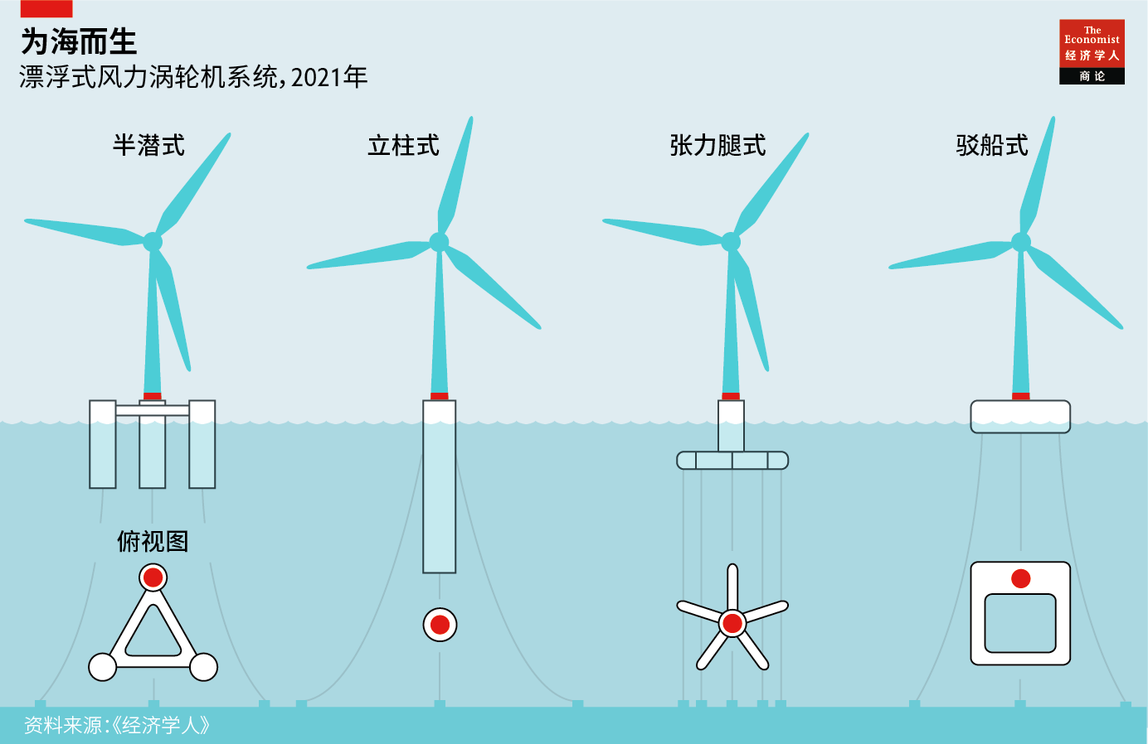 为海而生
漂浮式风力涡轮机系统，2021年
The
Economist
经济学人
商论
半潜式
立柱式
张力腿式
驳船式
俯视图
资料来源：《经济学人》